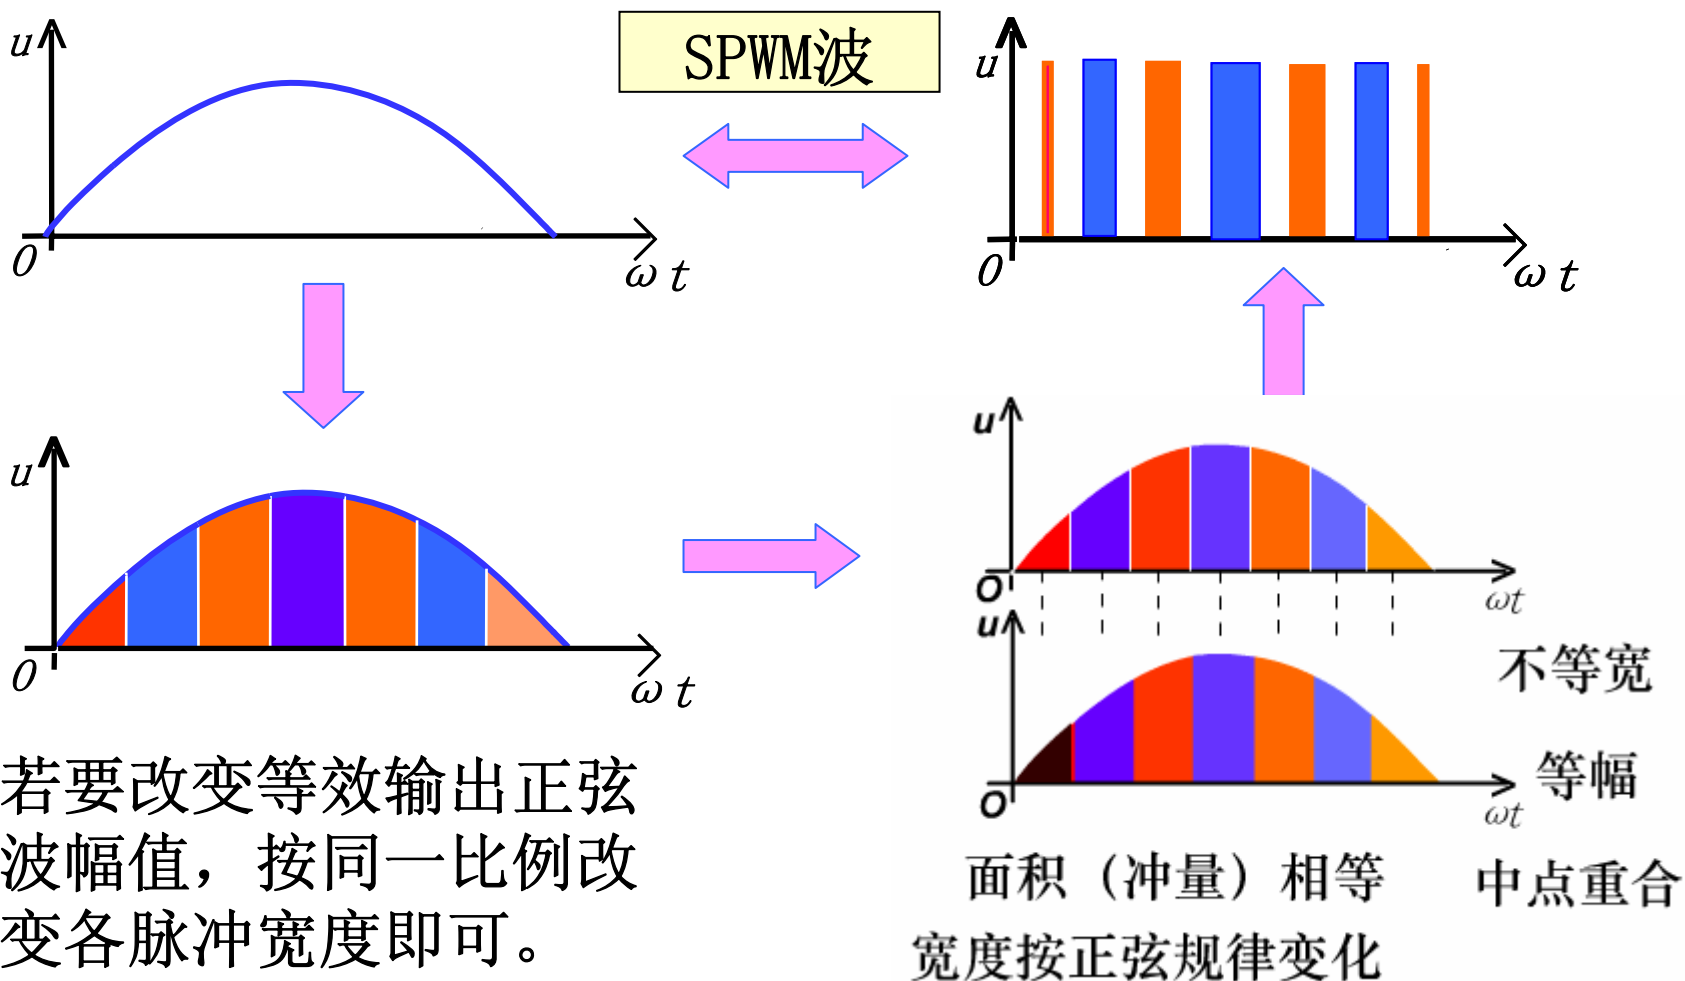 SPWM波
u
O
ωt
u
O
ωt
u
O
ωt
u
O
ωt
u
O
ωt
不等宽
等幅
中点重合
若要改变等效输出正弦
波幅值，按同一比例改
变各脉冲宽度即可。
面积（冲量）相等
宽度按正弦规律变化